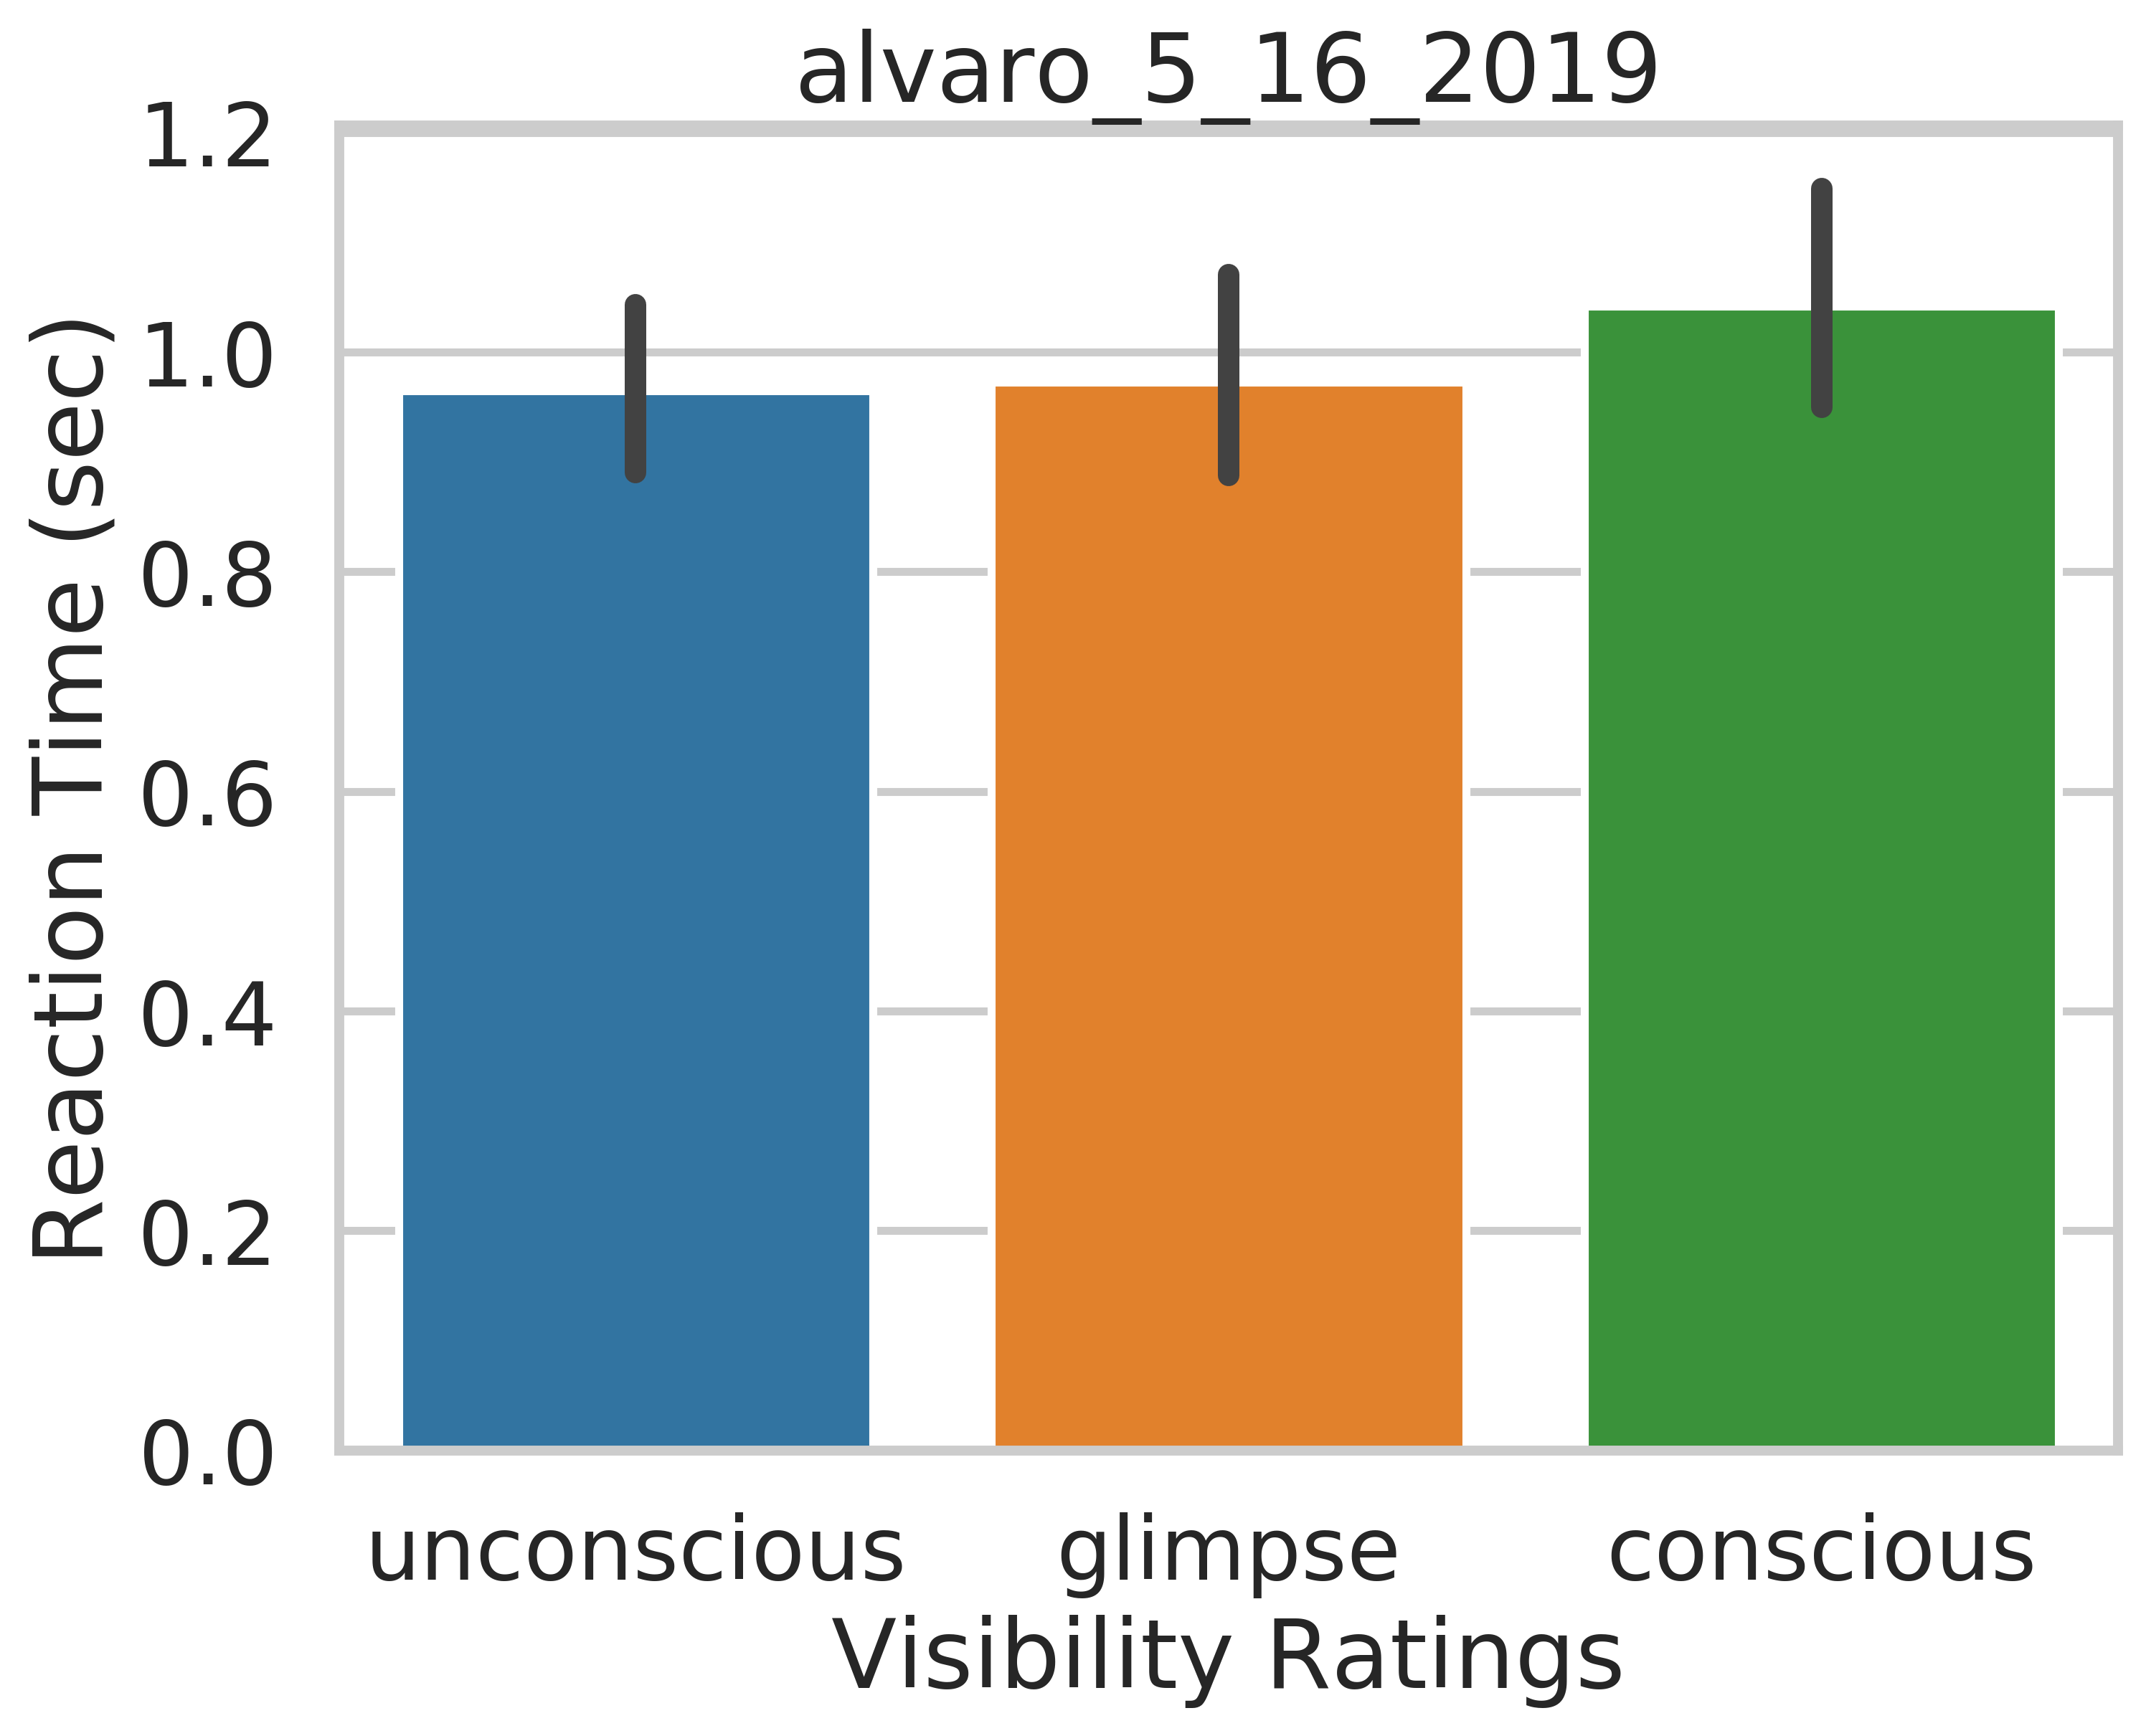 alvaro_5_16_2019
Reaction Time (sec)
1.2
1.0
0.8
0.6
0.4
0.2
0.0
unconscious glimpse conscious
Visibility Ratings